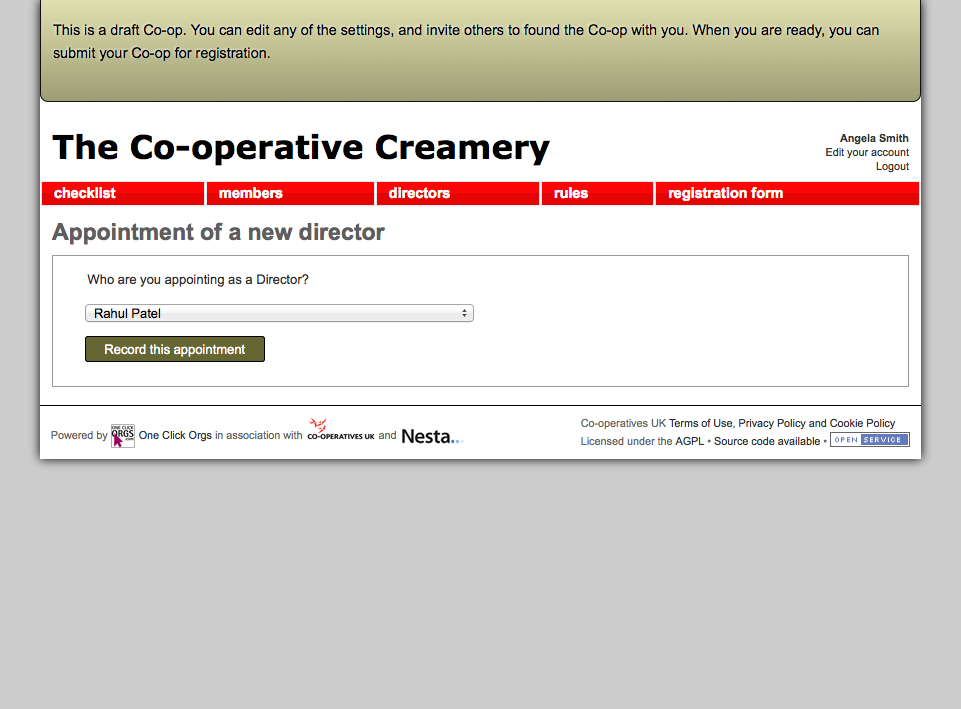 This is a draft Co-op. You can edit any of the settings, and invite others to found the Co-op with you. When you are ready, you can
submit your Co-op for registration.
The Co-operative Creamery
Angela Smith
Edit your account
Logout
checklist members directors rules registration form
Appointment of a new director
Who are you appointing as a Director?
Rahul Patel
Record this appointment
Powered by ONE CLICK ORGS .com One Click Orgs in association with CO-OPERATIVES UK and Nesta...
Co-operatives UK Terms of Use, Privacy Policy and Cookie Policy
Licensed under the AGPL • Source code available • OPEN SERVICE